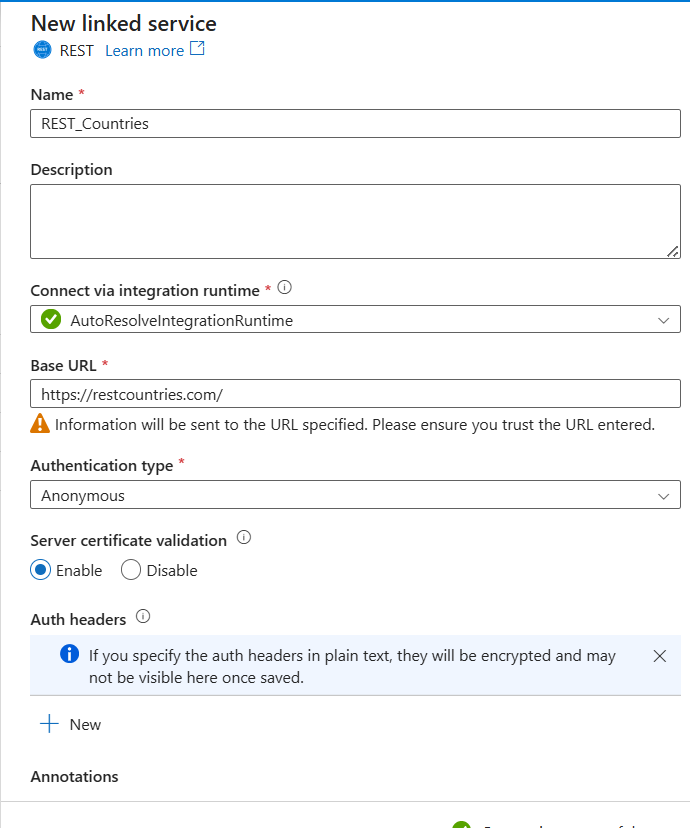 New linked service
REST Learn more
Name *
REST_Countries
Description
Connect via integration runtime *
AutoResolveIntegrationRuntime
Base URL *
https://restcountries.com/
Information will be sent to the URL specified. Please ensure you trust the URL entered.
Authentication type *
Anonymous
Server certificate validation
Enable Disable
Auth headers
If you specify the auth headers in plain text, they will be encrypted and may
not be visible here once saved.
New
Annotations